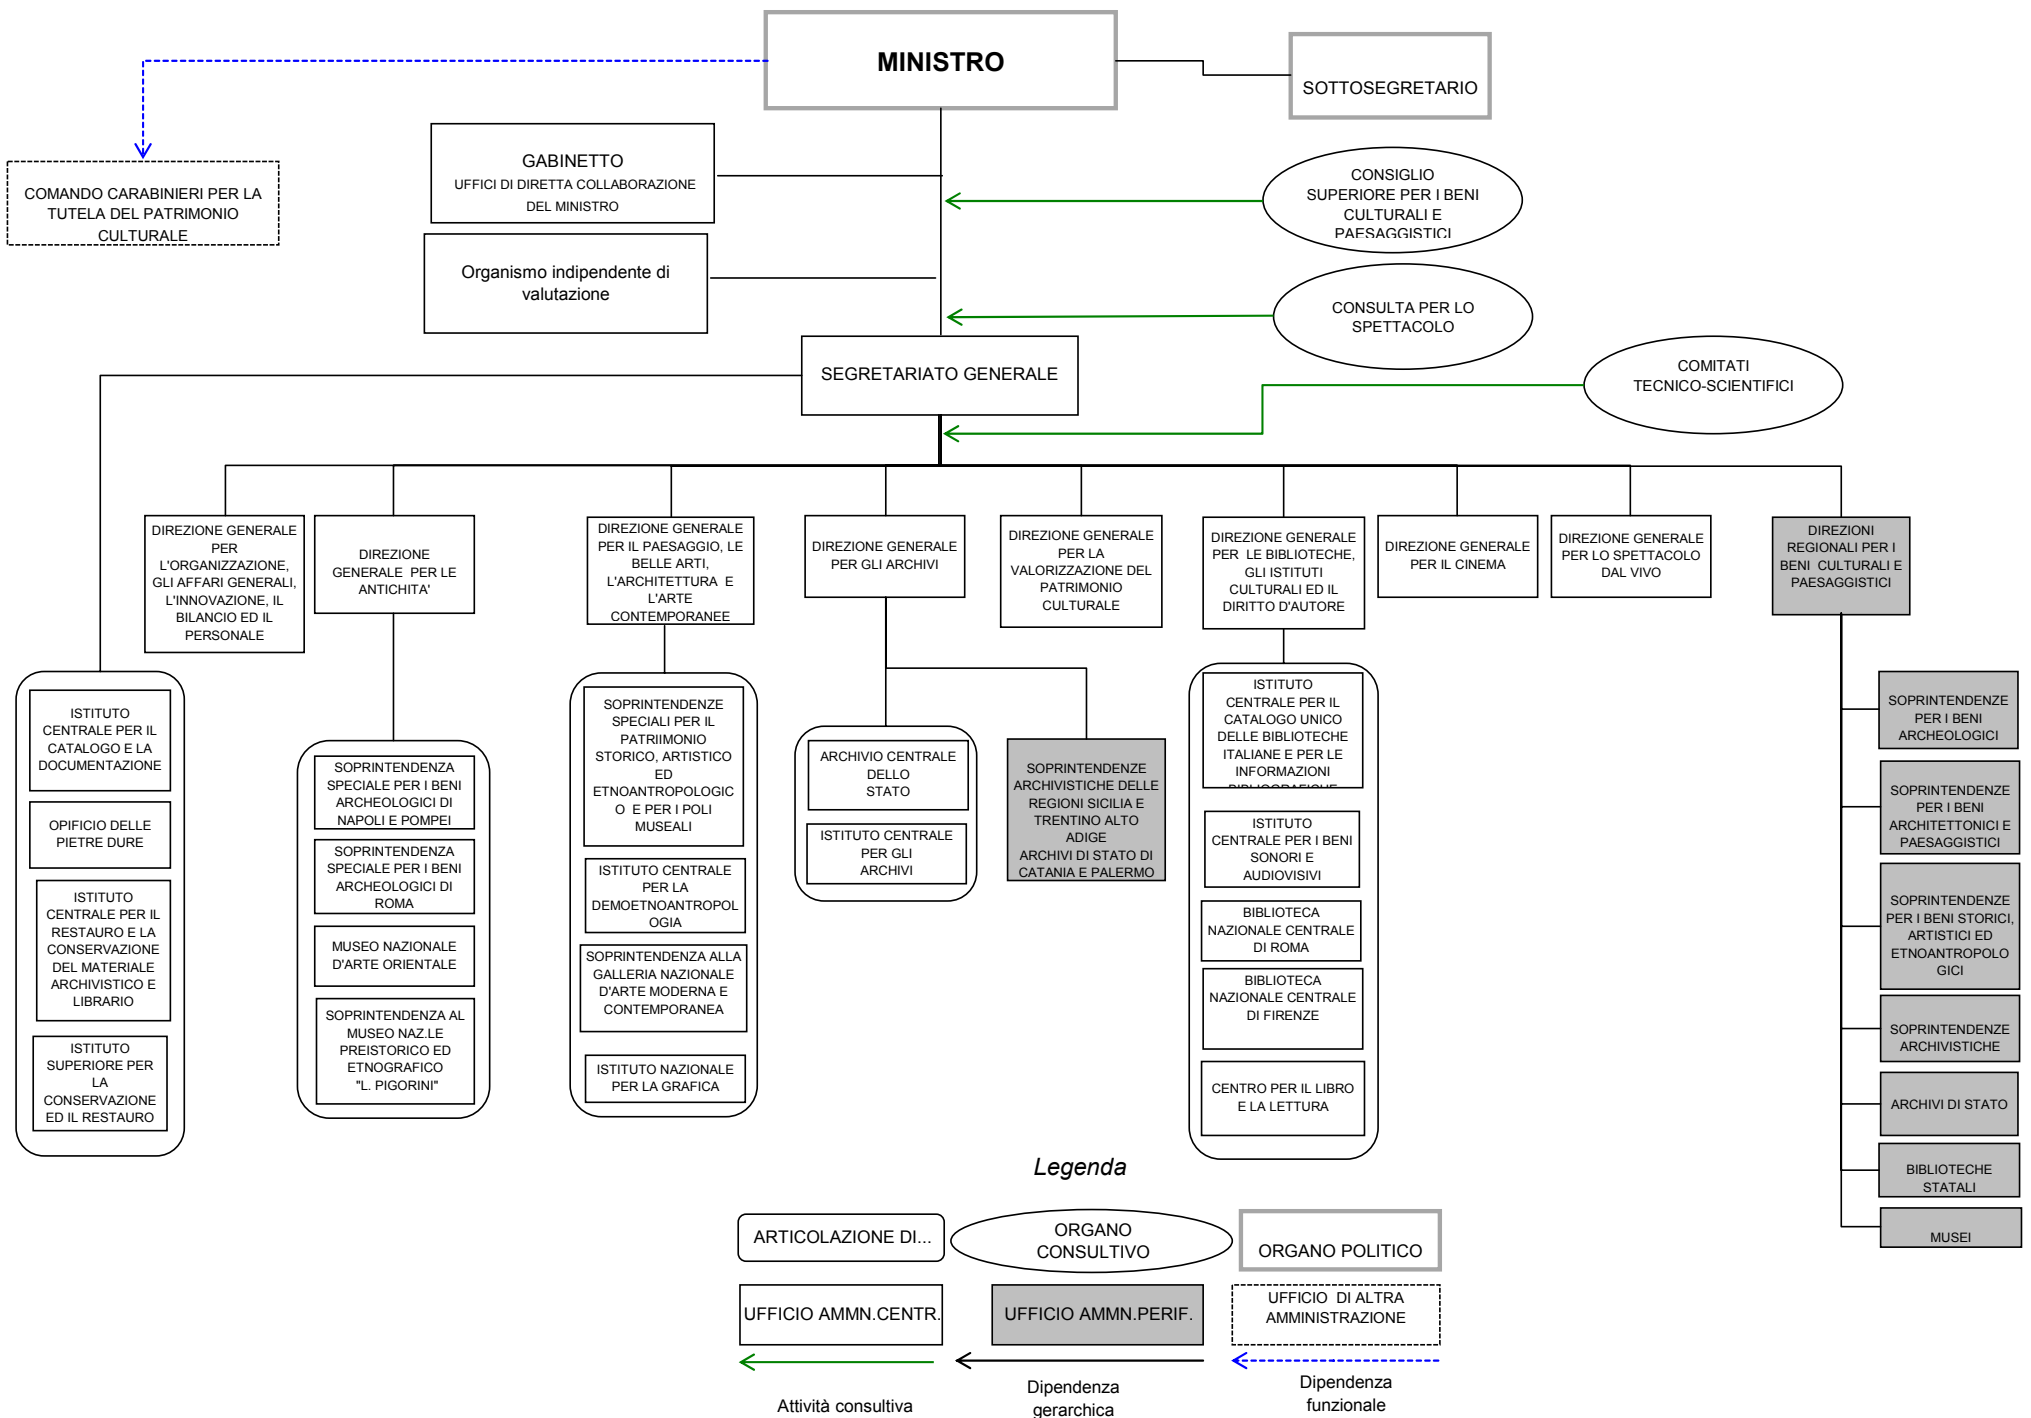 MINISTRO
SOTTOSEGRETARIO
GABINETTO
UFFICI DI DIRETTA COLLABORAZIONE
DEL MINISTRO
COMANDO CARABINIERI PER LA
TUTELA DEL PATRIMONIO
CULTURALE
CONSIGLIO
SUPERIORE PER I BENI
CULTURALI E
PAESAGGISTICI
Organismo indipendente di
valutazione
CONSULTA PER LO
SPETTACOLO
SEGRETARIATO GENERALE
COMITATI
TECNICO-SCIENTIFICI
DIREZIONE GENERALE
PER
L'ORGANIZZAZIONE,
GLI AFFARI GENERALI,
L'INNOVAZIONE, IL
BILANCIO ED IL
PERSONALE
DIREZIONE
GENERALE PER LE
ANTICHITA'
DIREZIONE GENERALE
PER IL PAESAGGIO, LE
BELLE ARTI,
L'ARCHITETTURA E
L'ARTE
CONTEMPORANEE
DIREZIONE GENERALE
PER GLI ARCHIVI
DIREZIONE GENERALE
PER LA
VALORIZZAZIONE DEL
PATRIMONIO
CULTURALE
DIREZIONE GENERALE
PER LE BIBLIOTECHE,
GLI ISTITUTI
CULTURALI ED IL
DIRITTO D'AUTORE
DIREZIONE GENERALE
PER IL CINEMA
DIREZIONE GENERALE
PER LO SPETTACOLO
DAL VIVO
DIREZIONI
REGIONALI PER I
BENI CULTURALI E
PAESAGGISTICI
ISTITUTO
CENTRALE PER IL
CATALOGO E LA
DOCUMENTAZIONE
OPIFICIO DELLE
PIETRE DURE
ISTITUTO
CENTRALE PER IL
RESTAURO E LA
CONSERVAZIONE
DEL MATERIALE
ARCHIVISTICO E
LIBRARIO
ISTITUTO
SUPERIORE PER
LA
CONSERVAZIONE
ED IL RESTAURO
SOPRINTENDENZA
SPECIALE PER I BENI
ARCHEOLOGICI DI
NAPOLI E POMPEI
SOPRINTENDENZA
SPECIALE PER I BENI
ARCHEOLOGICI DI
ROMA
MUSEO NAZIONALE
D'ARTE ORIENTALE
SOPRINTENDENZA AL
MUSEO NAZ.LE
PREISTORICO ED
ETNOGRAFICO
"L. PIGORINI"
SOPRINTENDENZE
SPECIALI PER IL
PATRIIMONIO
STORICO, ARTISTICO
ED
ETNOANTROPOLOGIC
O E PER I POLI
MUSEALI
ISTITUTO CENTRALE
PER LA
DEMOETNOANTROPOL
OGIA
SOPRINTENDENZA ALLA
GALLERIA NAZIONALE
D'ARTE MODERNA E
CONTEMPORANEA
ISTITUTO NAZIONALE
PER LA GRAFICA
ARCHIVIO CENTRALE
DELLO
STATO
ISTITUTO CENTRALE
PER GLI
ARCHIVI
SOPRINTENDENZE
ARCHIVISTICHE DELLE
REGIONI SICILIA E
TRENTINO ALTO
ADIGE
ARCHIVI DI STATO DI
CATANIA E PALERMO
ISTITUTO
CENTRALE PER IL
CATALOGO UNICO
DELLE BIBLIOTECHE
ITALIANE E PER LE
INFORMAZIONI
BIBLIOGRAFICHE
ISTITUTO
CENTRALE PER I BENI
SONORI E
AUDIOVISIVI
BIBLIOTECA
NAZIONALE CENTRALE
DI ROMA
BIBLIOTECA
NAZIONALE CENTRALE
DI FIRENZE
CENTRO PER IL LIBRO
E LA LETTURA
SOPRINTENDENZE
PER I BENI
ARCHEOLOGICI
SOPRINTENDENZE
PER I BENI
ARCHITETTONICI E
PAESAGGISTICI
SOPRINTENDENZE
PER I BENI STORICI,
ARTISTICI ED
ETNOANTROPOLO
GICI
SOPRINTENDENZE
ARCHIVISTICHE
ARCHIVI DI STATO
BIBLIOTECHE
STATALI
MUSEI
Legenda
ARTICOLAZIONE DI...
ORGANO
CONSULTIVO
ORGANO POLITICO
UFFICIO AMMN.CENTR.
UFFICIO AMMN.PERIF.
UFFICIO DI ALTRA
AMMINISTRAZIONE
Attività consultiva
Dipendenza
gerarchica
Dipendenza
funzionale